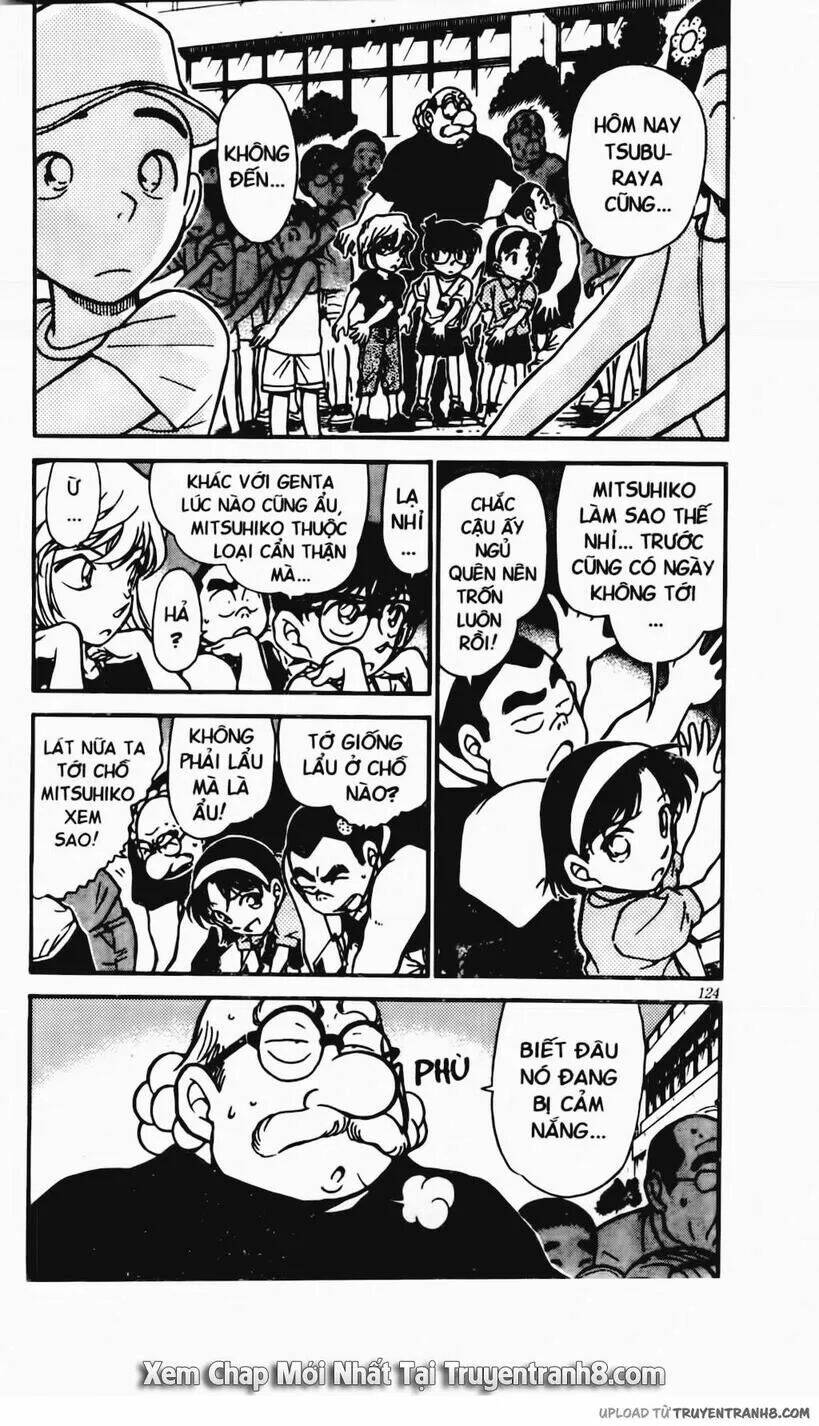 HÔM NAY
TSUBU-
RAYA
CŨNG...
KHÔNG
ĐẾN...
MITSUHIKO
LÀM SAO THẾ
NHỈ... TRƯỚC
CŨNG CÓ NGÀY
KHÔNG TỚI
...
CHẮC
CẬU ẤY
NGỦ
QUÊN NÊN
TRỐN
LUÔN
RỒI!
LẠ
NHỈ
...
KHÁC VỚI GENTA
LÚC NÀO CŨNG ẨU,
MITSUHIKO THUỘC
LOẠI CẨN THẬN
MÀ...
Ừ
...
HẢ
?
TỚ GIỐNG
LẨU Ở CHỖ
NÀO?
KHÔNG
PHẢI LẨU
MÀ LÀ
ẨU!
LÁT NỮA TA
TỚI CHỖ
MITSUHIKO
XEM
SAO!
124
BIẾT ĐÂU
NÓ ĐANG
BỊ CẢM
NẮNG...
PHÙ
Xem Chap Mới Nhất Tại Truyentranh8.com
UPLOAD TỪ TRUYENTRANH8.COM